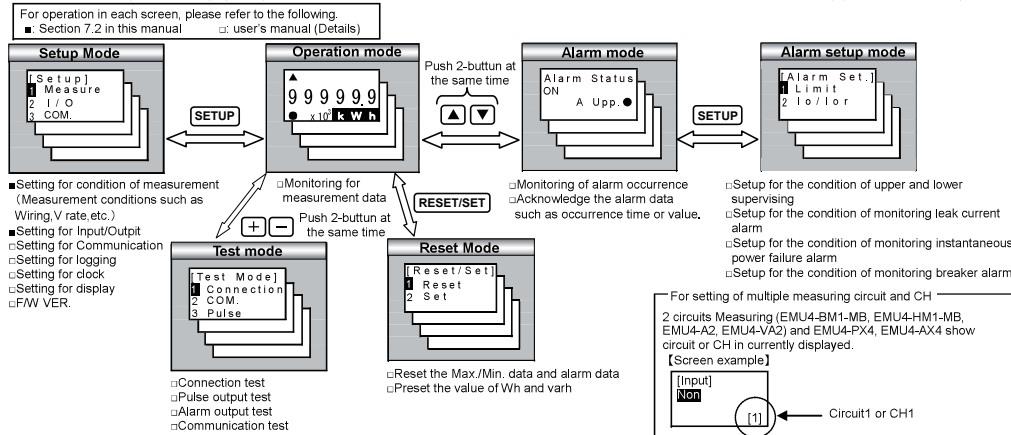 For operation in each screen, please refer to the following.
■: Section 7.2 in this manual □: user's manual (Details)
Setup Mode
[Setup]
1 Measure
2 I/O
3 COM.
SETUP
Operation mode
▲
999999.9
● x10³ kWh
Push 2-buttun at
the same time
▲ ▼
Alarm mode
Alarm Status
ON
A Upp.●
SETUP
Alarm setup mode
[Alarm Set.]
1 Limit
2 Io/Ior
■Setting for condition of measurement
(Measurement conditions such as
Wiring,V rate,etc.)
■Setting for Input/Outpit
□Setting for Communication
□Setting for logging
□Setting for clock
□Setting for display
□F/W VER.
□Monitoring for
measurement data
+ −
Push 2-buttun at
the same time
RESET/SET
□Monitoring of alarm occurrence
□Acknowledge the alarm data
such as occurrence time or value.
□Setup for the condition of upper and lower
supervising
□Setup for the condition of monitoring leak current
alarm
□Setup for the condition of monitoring instantaneous
power failure alarm
□Setup for the condition of monitoring breaker alarm
Test mode
[Test Mode]
1 Connection
2 COM.
3 Pulse
□Connection test
□Pulse output test
□Alarm output test
□Communication test
Reset Mode
[Reset/Set]
1 Reset
2 Set
□Reset the Max./Min. data and alarm data
□Preset the value of Wh and varh
For setting of multiple measuring circuit and CH
2 circuits Measuring (EMU4-BM1-MB, EMU4-HM1-MB,
EMU4-A2, EMU4-VA2) and EMU4-PX4, EMU4-AX4 show
circuit or CH in currently displayed.
【Screen example】
[Input]
Non
[1]
Circuit1 or CH1